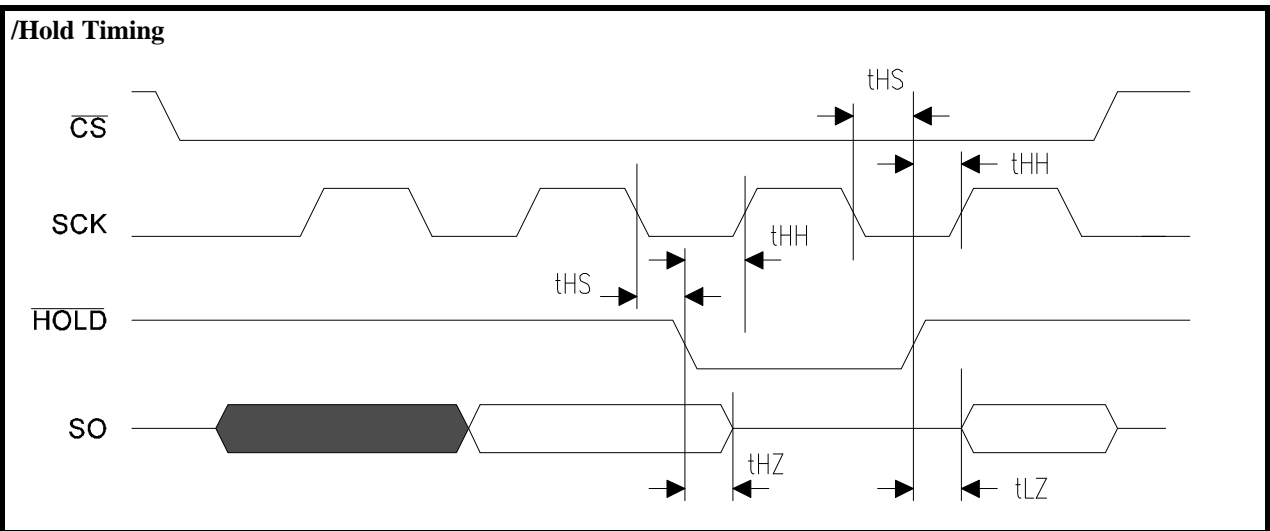 /Hold Timing
tHS
CS
tHH
SCK
tHH
tHS
HOLD
SO
tHZ
tLZ